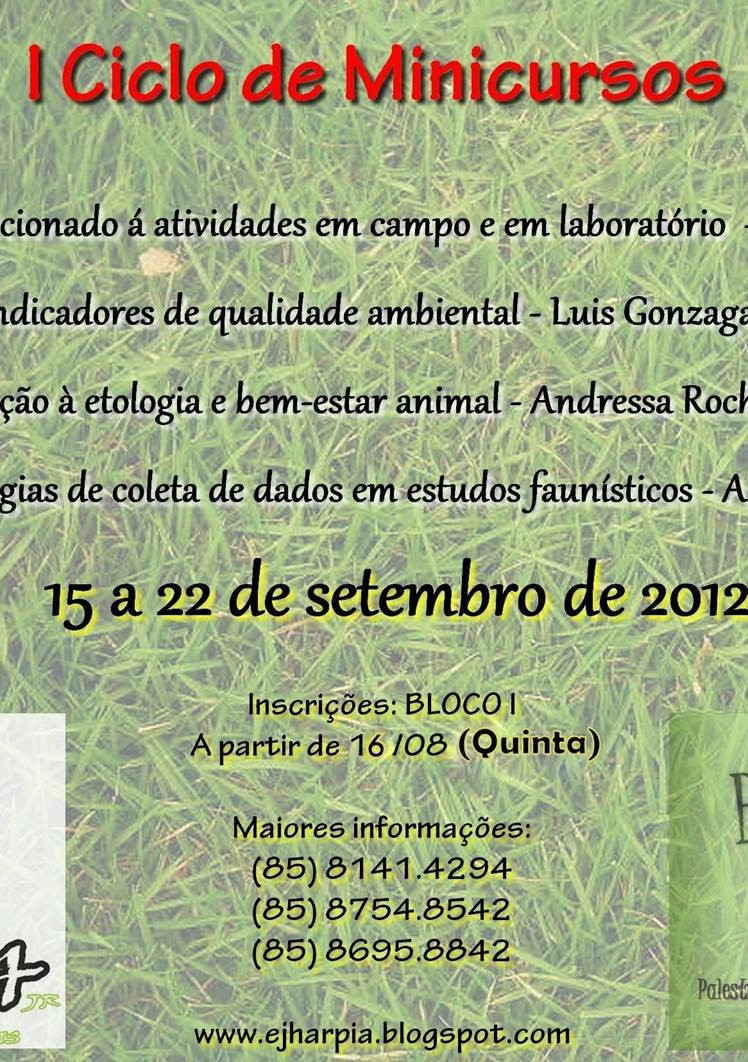 I Ciclo de Minicursos
cionado á atividades em campo e em laboratório -
ndicadores de qualidade ambiental - Luis Gonzaga
ção à etologia e bem-estar animal - Andressa Roch
gias de coleta de dados em estudos faunísticos - A
15 a 22 de setembro de 2012
Inscrições: BLOCO I
A partir de 16 /08 (Quinta)
Maiores informações:
(85) 8141.4294
(85) 8754.8542
(85) 8695.8842
JR
Palest
www.ejharpia.blogspot.com